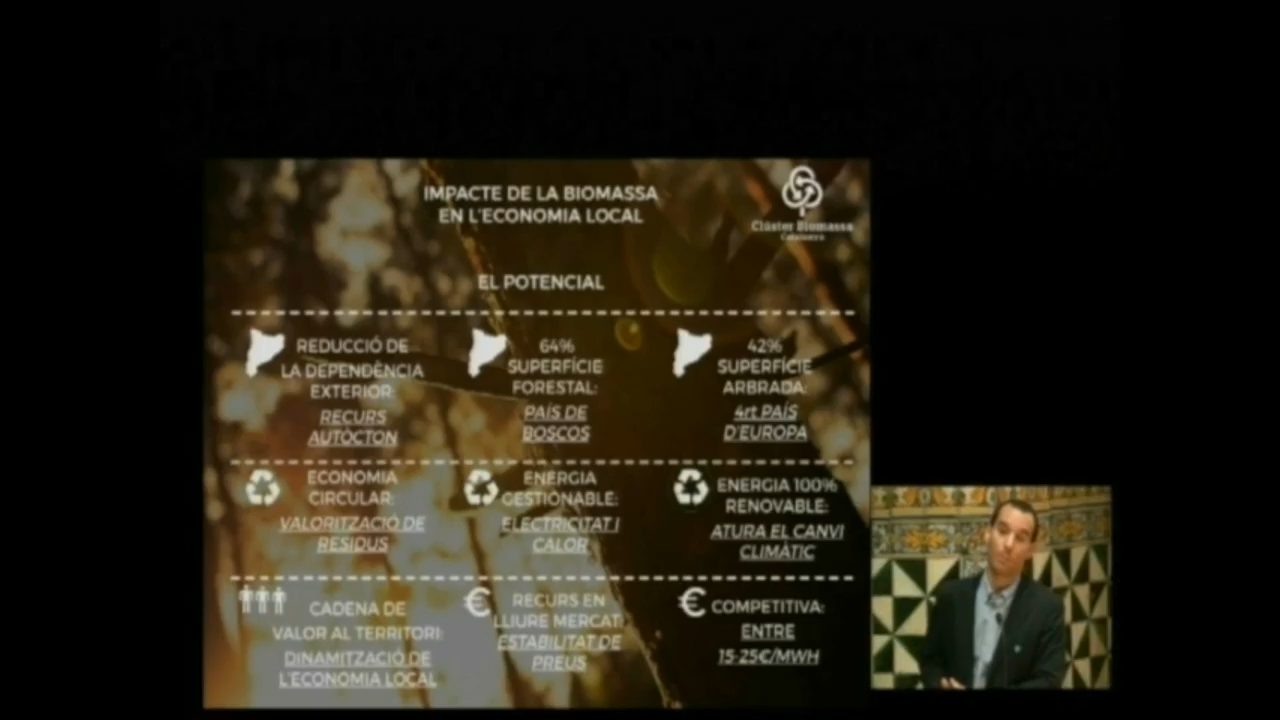 IMPACTE DE LA BIOMASSA
EN L'ECONOMIA LOCAL
Clúster Biomassa
Catalunya
EL POTENCIAL
REDUCCIÓ DE
LA DEPENDÈNCIA
EXTERIOR:
RECURS
AUTÒCTON
64%
SUPERFÍCIE
FORESTAL:
PAÍS DE
BOSCOS
42%
SUPERFÍCIE
ARBRADA:
4rt PAÍS
D'EUROPA
ECONOMIA
CIRCULAR:
VALORITZACIÓ DE
RESIDUS
ENERGIA
GESTIONABLE:
ELECTRICITAT I
CALOR
ENERGIA 100%
RENOVABLE:
ATURA EL CANVI
CLIMÀTIC
CADENA DE
VALOR AL TERRITORI:
DINAMITZACIÓ DE
L'ECONOMIA LOCAL
€
RECURS EN
LLIURE MERCAT:
ESTABILITAT DE
PREUS
€
COMPETITIVA:
ENTRE
15-25€/MWH